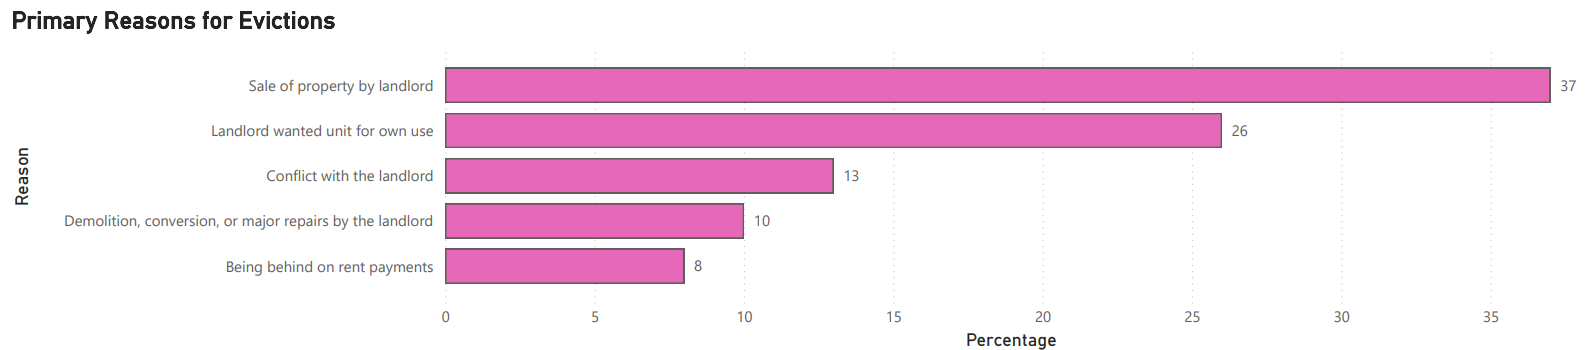 Primary Reasons for Evictions
Reason
Sale of property by landlord 37
Landlord wanted unit for own use 26
Conflict with the landlord 13
Demolition, conversion, or major repairs by the landlord 10
Being behind on rent payments 8
0 5 10 15 20 25 30 35
Percentage